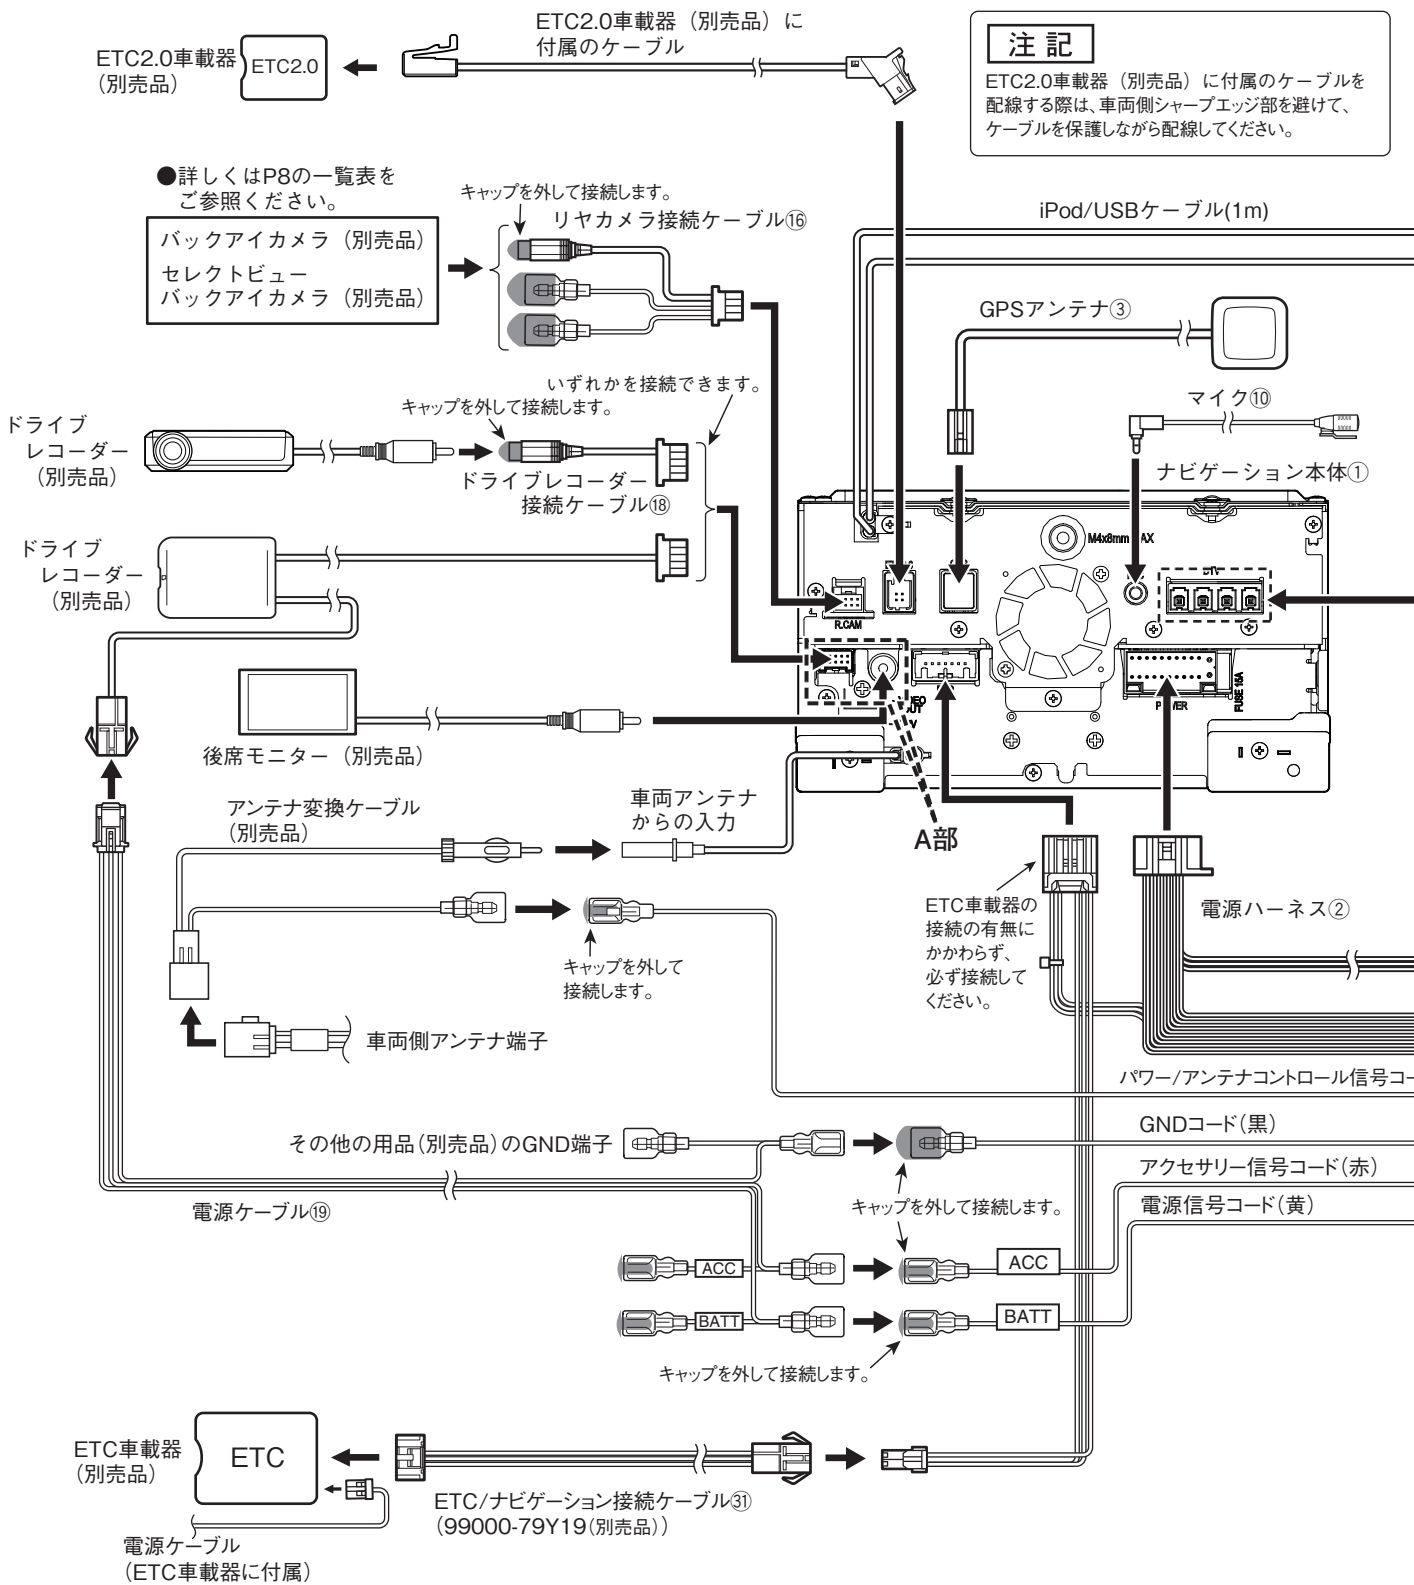 ETC2.0車載器（別売品）に
付属のケーブル
ETC2.0車載器
（別売品）
ETC2.0
注 記
ETC2.0車載器（別売品）に付属のケーブルを
配線する際は、車両側シャープエッジ部を避けて、
ケーブルを保護しながら配線してください。
●詳しくはP8の一覧表を
ご参照ください。
バックアイカメラ（別売品）
セレクトビュー
バックアイカメラ（別売品）
キャップを外して接続します。
リヤカメラ接続ケーブル⑯
iPod/USBケーブル(1m)
GPSアンテナ③
マイク⑩
ナビゲーション本体①
いずれかを接続できます。
キャップを外して接続します。
ドライブ
レコーダー
（別売品）
ドライブレコーダー
接続ケーブル⑱
ドライブ
レコーダー
（別売品）
R.CAM
POWER
FUSE 15A
後席モニター（別売品）
アンテナ変換ケーブル
（別売品）
車両アンテナ
からの入力
A部
ETC車載器の
接続の有無に
かかわらず、
必ず接続して
ください。
電源ハーネス②
キャップを外して
接続します。
車両側アンテナ端子
パワー/アンテナコントロール信号コー
その他の用品（別売品）のGND端子
GNDコード（黒）
アクセサリー信号コード（赤）
電源信号コード（黄）
キャップを外して接続します。
電源ケーブル⑲
ACC
ACC
BATT
BATT
キャップを外して接続します。
ETC車載器
（別売品）
ETC
ETC/ナビゲーション接続ケーブル㉛
（99000-79Y19（別売品））
電源ケーブル
（ETC車載器に付属）